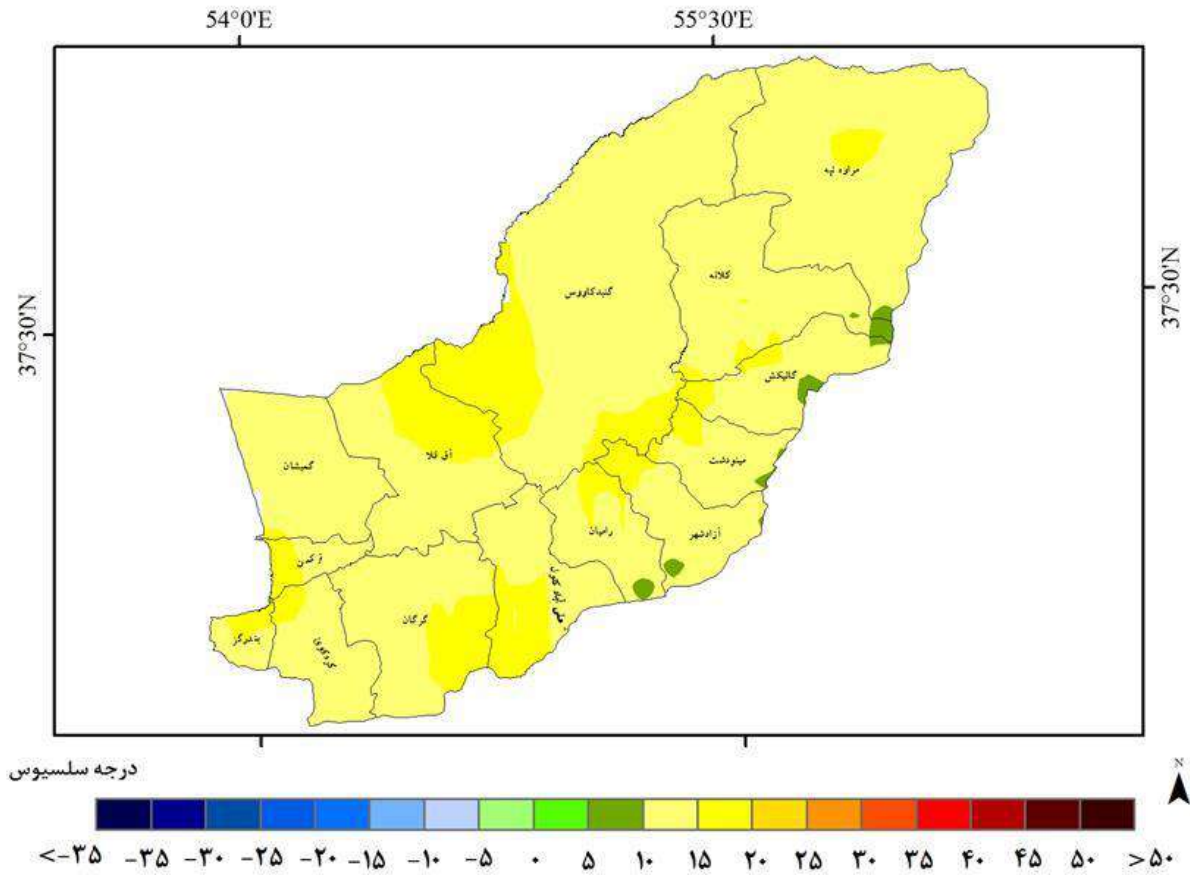 54°0'E 55°30'E
37°30'N
37°30'N
مراوه تپه
کلاله
گنبدکاووس
گالیکش
مینودشت
آق قلا
گمیشان
رامیان
آزادشهر
ترکمن
علی آباد کتول
گرگان
بندرگز
کردکوی
درجه سلسیوس
N
<-۳۵ -۳۵ -۳۰ -۲۵ -۲۰ -۱۵ -۱۰ -۵ ۰ ۵ ۱۰ ۱۵ ۲۰ ۲۵ ۳۰ ۳۵ ۴۰ ۴۵ ۵۰ >۵۰